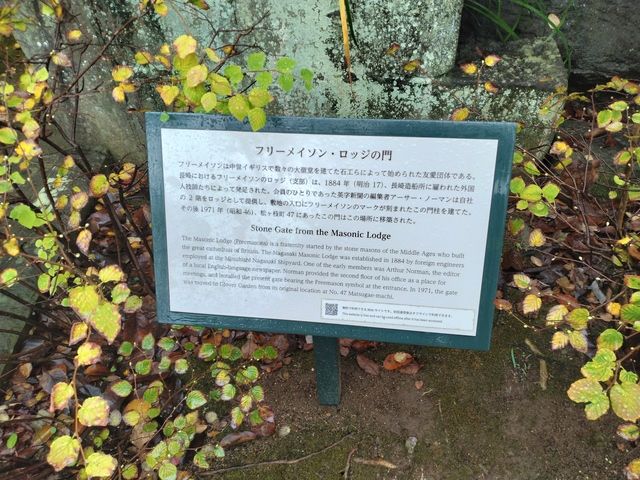 フリーメイソン・ロッジの門
フリーメイソンは中世イギリスで数々の大聖堂を建てた石工らによって始められた友愛団体である。
長崎におけるフリーメイソンのロッジ（支部）は、1884年（明治17）、長崎造船所に雇われた外国
人技師たちによって発足された。会員のひとりであった英字新聞の編集者アーサー・ノーマンは自社
の2階をロッジとして提供し、敷地の入口にフリーメイソンのマークが刻まれたこの門柱を建てた。
その後1971年（昭和46）、松ヶ枝町47にあったこの門はこの場所に移築された。
Stone Gate from the Masonic Lodge
The Masonic Lodge (Freemasons) is a fraternity started by the stone masons of the Middle Ages who built
the great cathedrals of Britain. The Nagasaki Masonic Lodge was established in 1884 by foreign engineers
employed at the Mitsubishi Nagasaki Shipyard. One of the early members was Arthur Norman, the editor
of a local English-language newspaper. Norman provided the second floor of his office as a place for
meetings, and installed the present gate bearing the Freemason symbol at the entrance. In 1971, the gate
was moved to Glover Garden from its original location at No. 47 Matsugae-machi.